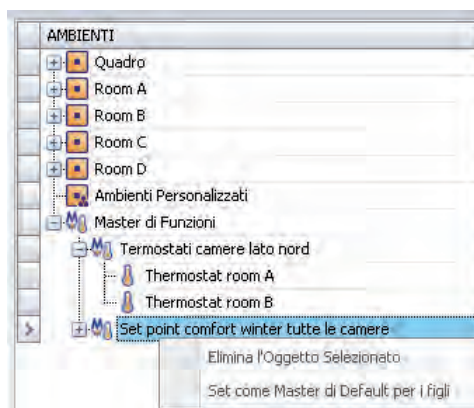 AMBIENTI
Quadro
Room A
Room B
Room C
Room D
Ambienti Personalizzati
Master di Funzioni
Termostati camere lato nord
Thermostat room A
Thermostat room B
Set point comfort winter tutte le camere
Elimina l'Oggetto Selezionato
Set come Master di Default per i figli